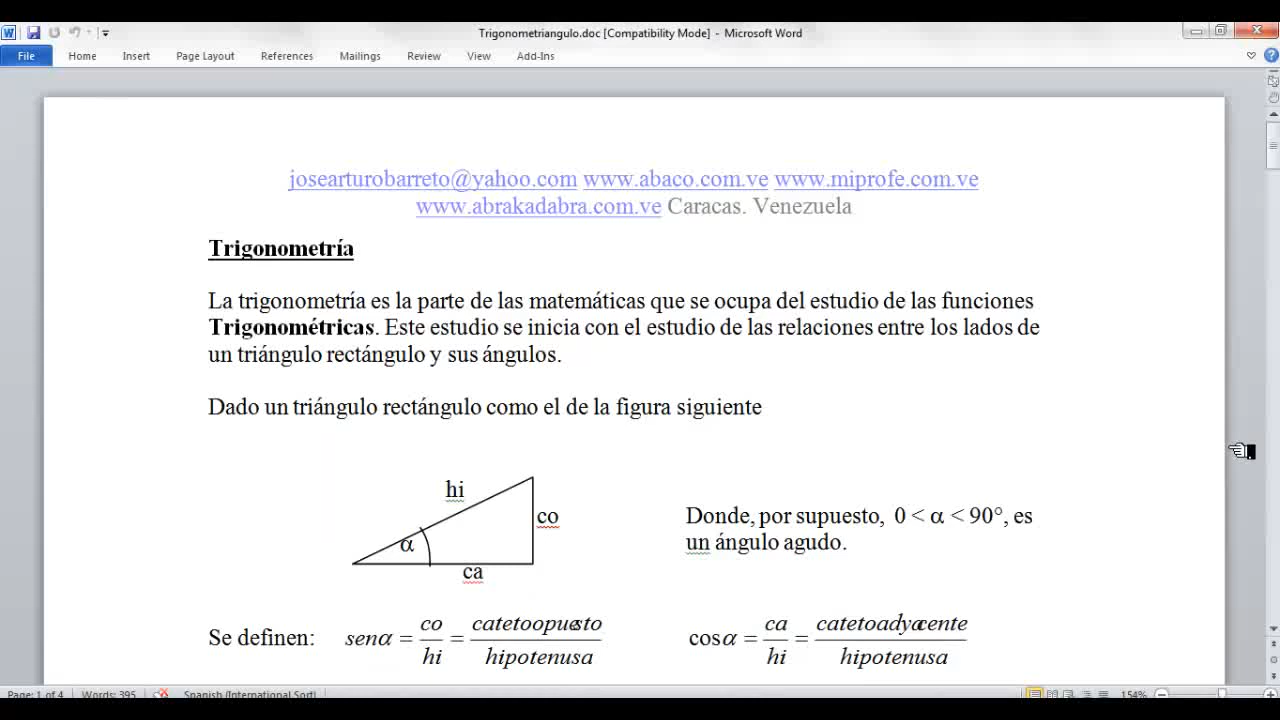 Trigonometriangulo.doc [Compatibility Mode] - Microsoft Word
File Home Insert Page Layout References Mailings Review View Add-Ins
josearturobarreto@yahoo.com www.abaco.com.ve www.miprofe.com.ve
www.abrakadabra.com.ve Caracas. Venezuela
Trigonometría
La trigonometría es la parte de las matemáticas que se ocupa del estudio de las funciones
Trigonométricas. Este estudio se inicia con el estudio de las relaciones entre los lados de
un triángulo rectángulo y sus ángulos.
Dado un triángulo rectángulo como el de la figura siguiente
hi
co
α
ca
Donde, por supuesto, 0 < α < 90°, es
un ángulo agudo.
Se definen: senα = co/hi = catetoopuesto/hipotenusa cosα = ca/hi = catetoadyacente/hipotenusa
Page: 1 of 4 Words: 395 Spanish (International Sort) 154%